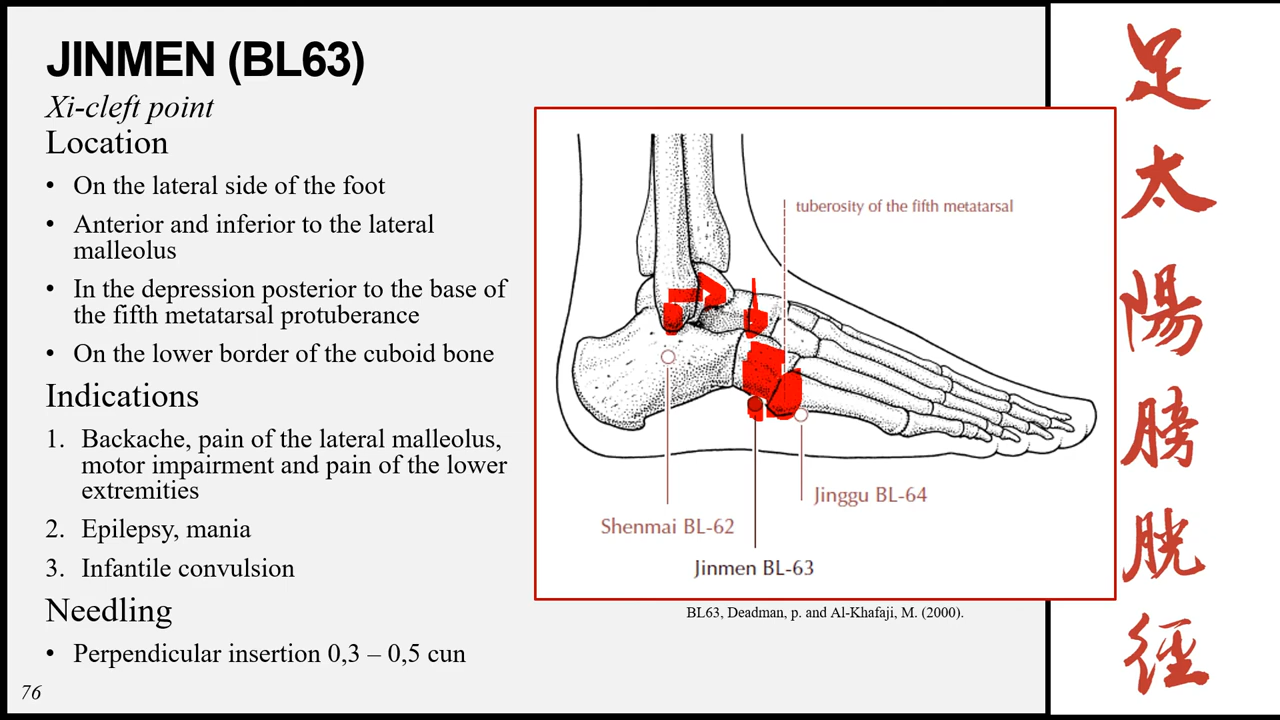 JINMEN (BL63)
Xi-cleft point
Location
• On the lateral side of the foot
• Anterior and inferior to the lateral
malleolus
• In the depression posterior to the base of
the fifth metatarsal protuberance
• On the lower border of the cuboid bone
Indications
1. Backache, pain of the lateral malleolus,
motor impairment and pain of the lower
extremities
2. Epilepsy, mania
3. Infantile convulsion
Needling
• Perpendicular insertion 0,3 – 0,5 cun
76
tuberosity of the fifth metatarsal
Jinggu BL-64
Shenmai BL-62
Jinmen BL-63
BL63, Deadman, p. and Al-Khafaji, M. (2000).
足
太
陽
膀
胱
徑